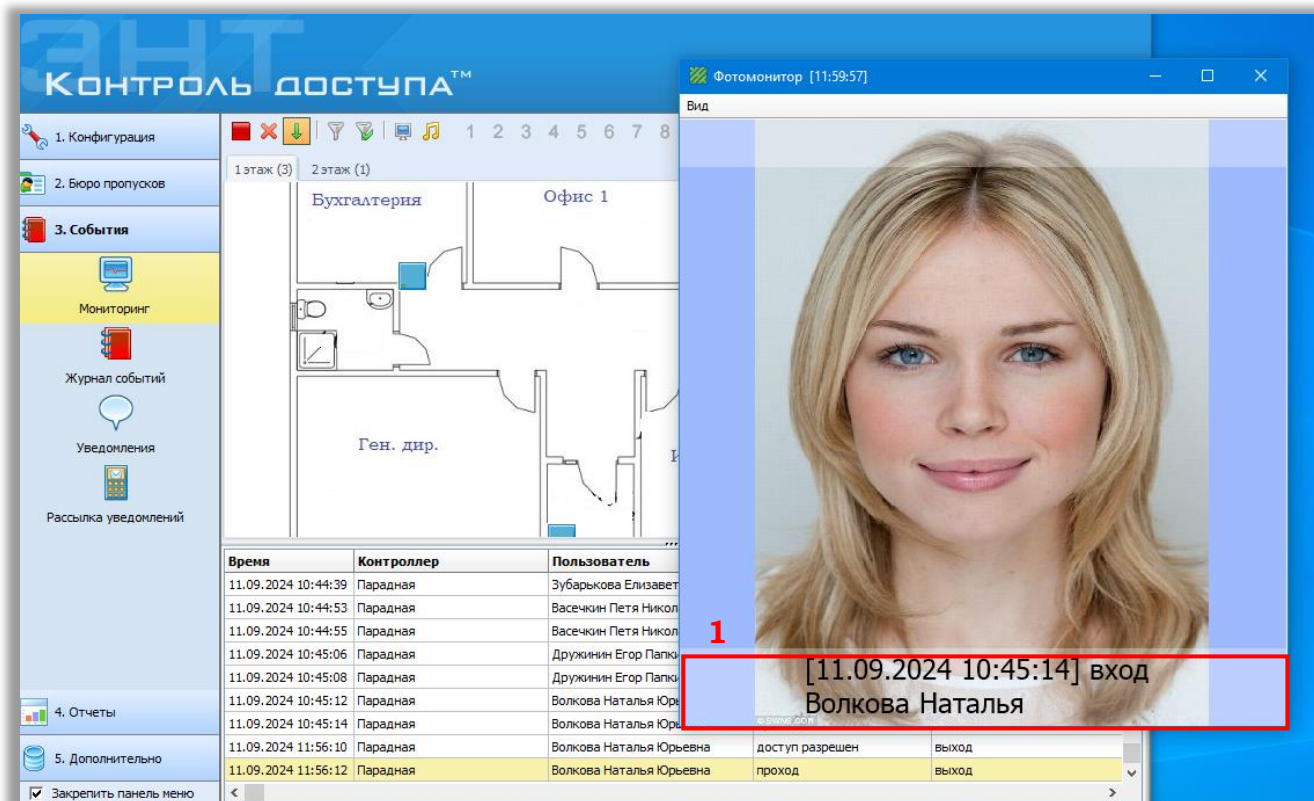 ЭНТ
Контроль доступа™
1. Конфигурация
2. Бюро пропусков
3. События
Мониторинг
Журнал событий
Уведомления
Рассылка уведомлений
4. Отчеты
5. Дополнительно
Закрепить панель меню
1 2 3 4 5 6 7 8
1 этаж (3) 2 этаж (1)
Бухгалтерия
Офис 1
Ген. дир.
Время Контроллер Пользователь
11.09.2024 10:44:39 Парадная Зубарькова Елизавет
11.09.2024 10:44:53 Парадная Васечкин Петя Никол
11.09.2024 10:44:55 Парадная Васечкин Петя Никол
11.09.2024 10:45:06 Парадная Дружинин Егор Папки
11.09.2024 10:45:08 Парадная Дружинин Егор Папки
11.09.2024 10:45:12 Парадная Волкова Наталья Юрь
11.09.2024 10:45:14 Парадная Волкова Наталья Юрь
11.09.2024 11:56:10 Парадная Волкова Наталья Юрьевна доступ разрешен выход
11.09.2024 11:56:12 Парадная Волкова Наталья Юрьевна проход выход
Фотомонитор [11:59:57]
Вид
1
[11.09.2024 10:45:14] вход
Волкова Наталья